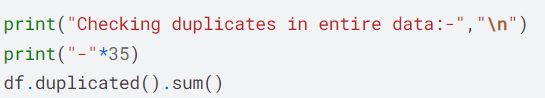 print("Checking duplicates in entire data:-","\n")
print("-"*35)
df.duplicated().sum()